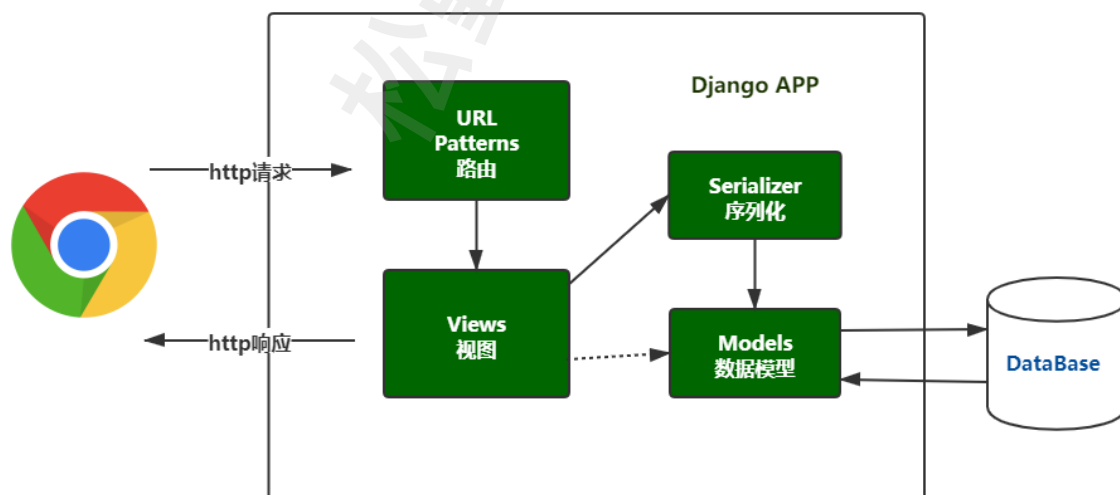 Django APP
URL
Patterns
路由
http请求
Serializer
序列化
Views
视图
http响应
Models
数据模型
DataBase
松